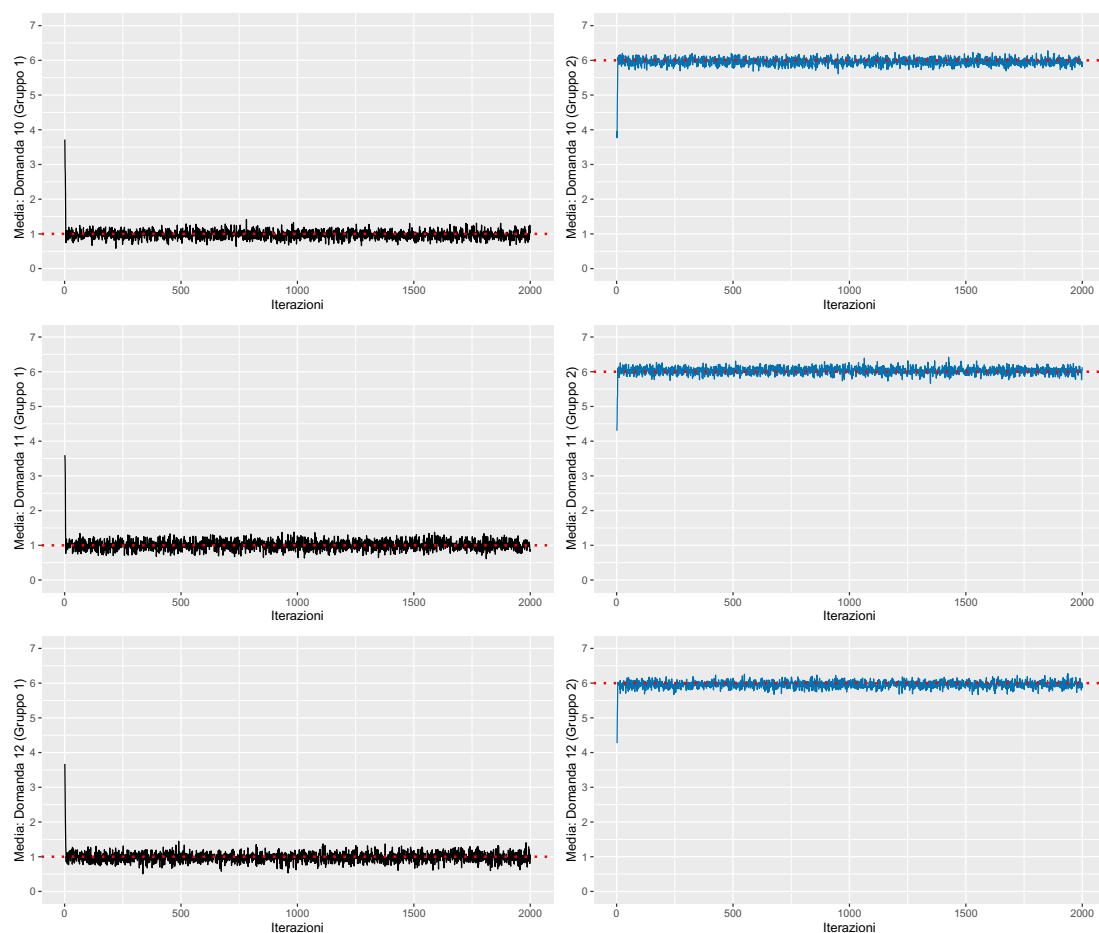 Media: Domanda 10 (Gruppo 1)
7
6
5
4
3
2
1
0
0 500 1000 1500 2000
Iterazioni
Media: Domanda 10 (Gruppo 2)
7
6
5
4
3
2
1
0
0 500 1000 1500 2000
Iterazioni
Media: Domanda 11 (Gruppo 1)
7
6
5
4
3
2
1
0
0 500 1000 1500 2000
Iterazioni
Media: Domanda 11 (Gruppo 2)
7
6
5
4
3
2
1
0
0 500 1000 1500 2000
Iterazioni
Media: Domanda 12 (Gruppo 1)
7
6
5
4
3
2
1
0
0 500 1000 1500 2000
Iterazioni
Media: Domanda 12 (Gruppo 2)
7
6
5
4
3
2
1
0
0 500 1000 1500 2000
Iterazioni